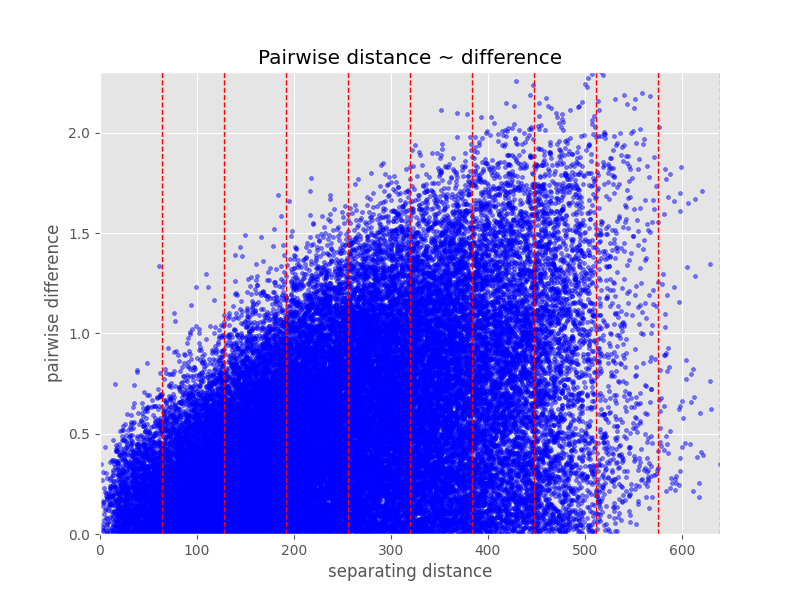 Pairwise distance ~ difference
pairwise difference
2.0
1.5
1.0
0.5
0.0
0 100 200 300 400 500 600
separating distance